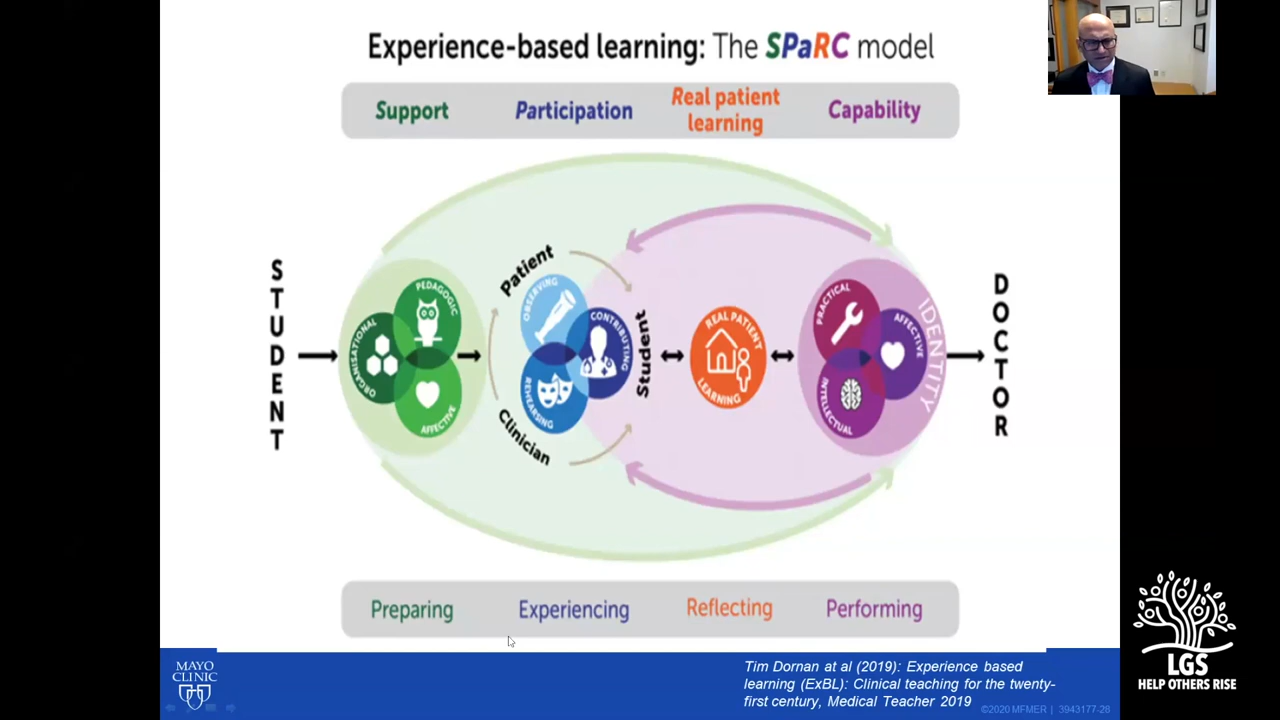 Experience-based learning: The SPaRC model
Support
Participation
Real patient
learning
Capability
STUDENT
ORGANISATIONAL
PEDAGOGIC
AFFECTIVE
Patient
Clinician
Student
OBSERVING
CONTRIBUTING
REHEARSING
REAL PATIENT
LEARNING
PRACTICAL
AFFECTIVE
INTELLECTUAL
IDENTITY
DOCTOR
Preparing
Experiencing
Reflecting
Performing
MAYO
CLINIC
Tim Dornan at al (2019): Experience based
learning (ExBL): Clinical teaching for the twenty-
first century, Medical Teacher 2019
©2020 MFMER | 3943177-28
LGS
HELP OTHERS RISE